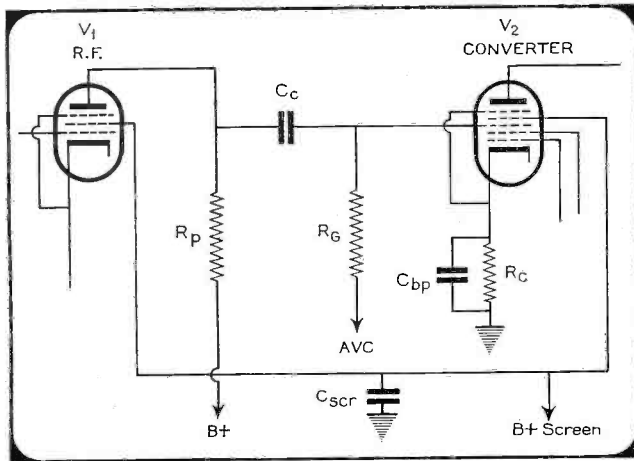 V1
R.F.
V2
CONVERTER
Cc
Rp
RG
Cbp
Rc
AVC
Cscr
B+
B+ Screen